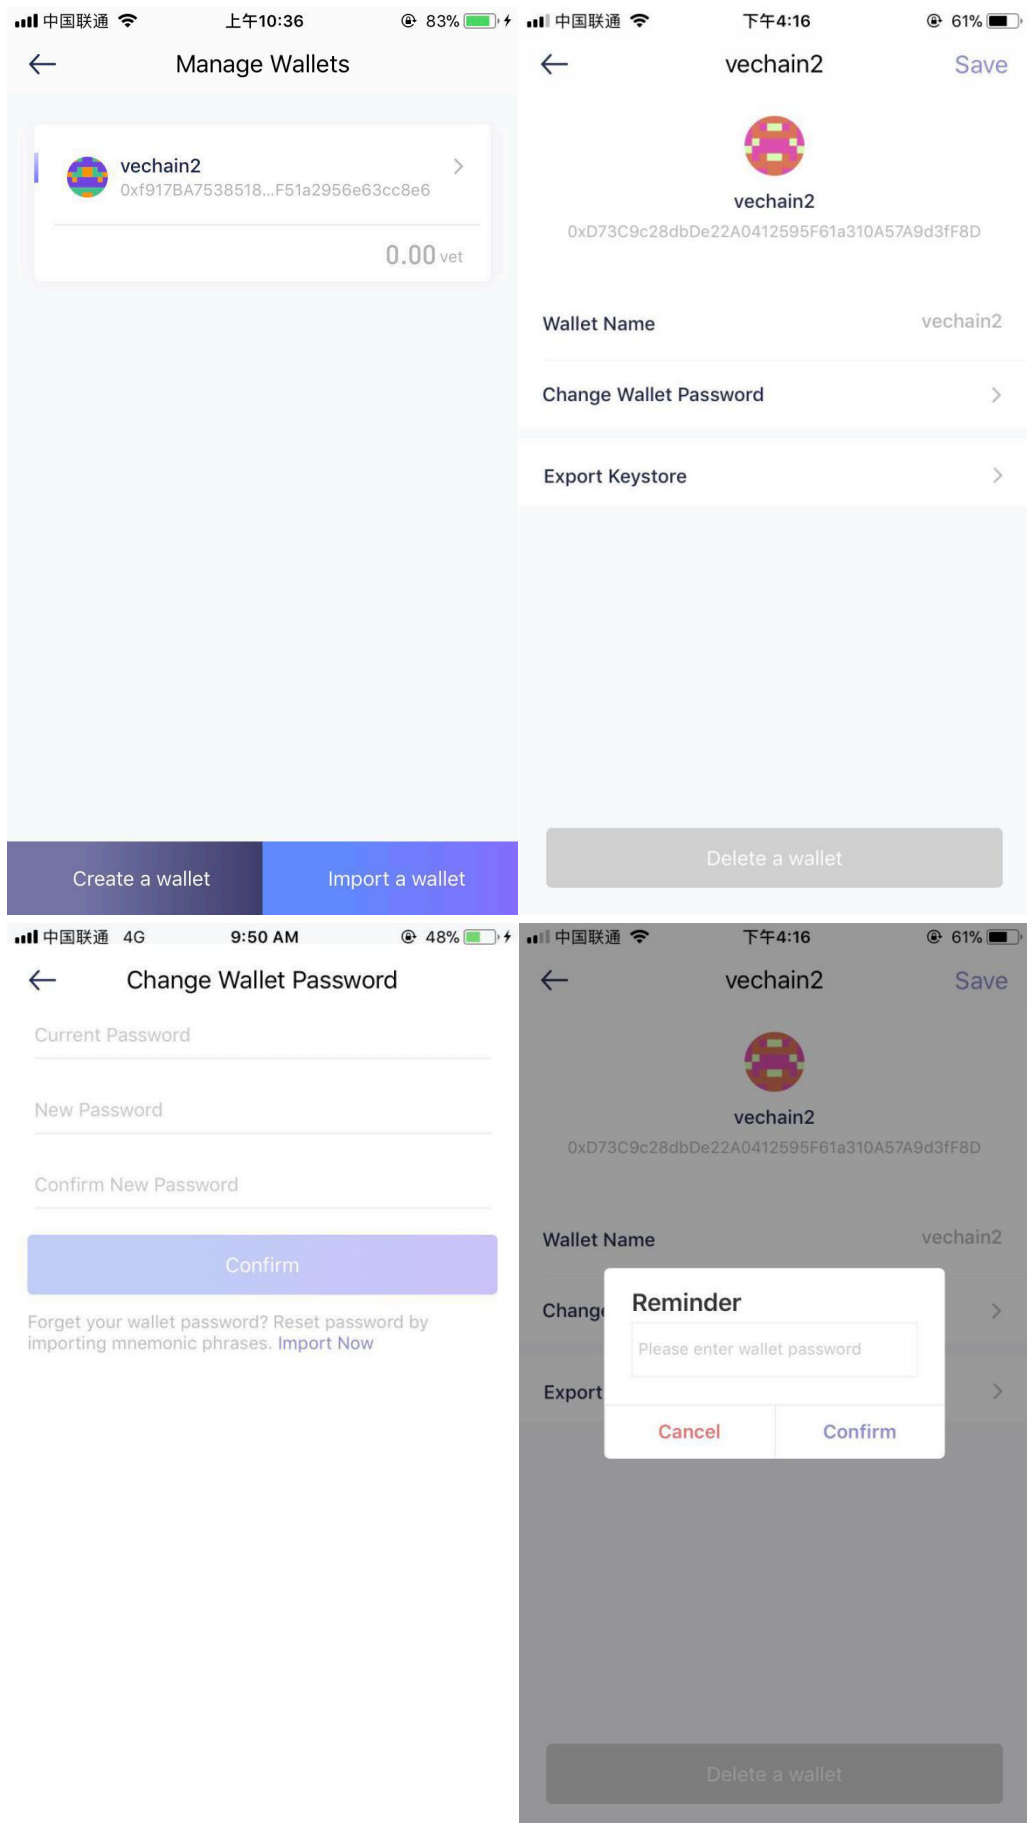 中国联通 上午10:36 83%
Manage Wallets
vechain2
0xf917BA7538518...F51a2956e63cc8e6
0.00 vet
Create a wallet Import a wallet
中国联通 下午4:16 61%
vechain2 Save
vechain2
0xD73C9c28dbDe22A0412595F61a310A57A9d3fF8D
Wallet Name vechain2
Change Wallet Password
Export Keystore
Delete a wallet
中国联通 4G 9:50 AM 48%
Change Wallet Password
Current Password
New Password
Confirm New Password
Confirm
Forget your wallet password? Reset password by
importing mnemonic phrases. Import Now
中国联通 下午4:16 61%
vechain2 Save
vechain2
0xD73C9c28dbDe22A0412595F61a310A57A9d3fF8D
Wallet Name vechain2
Change
Reminder
Please enter wallet password
Export
Cancel Confirm
Delete a wallet